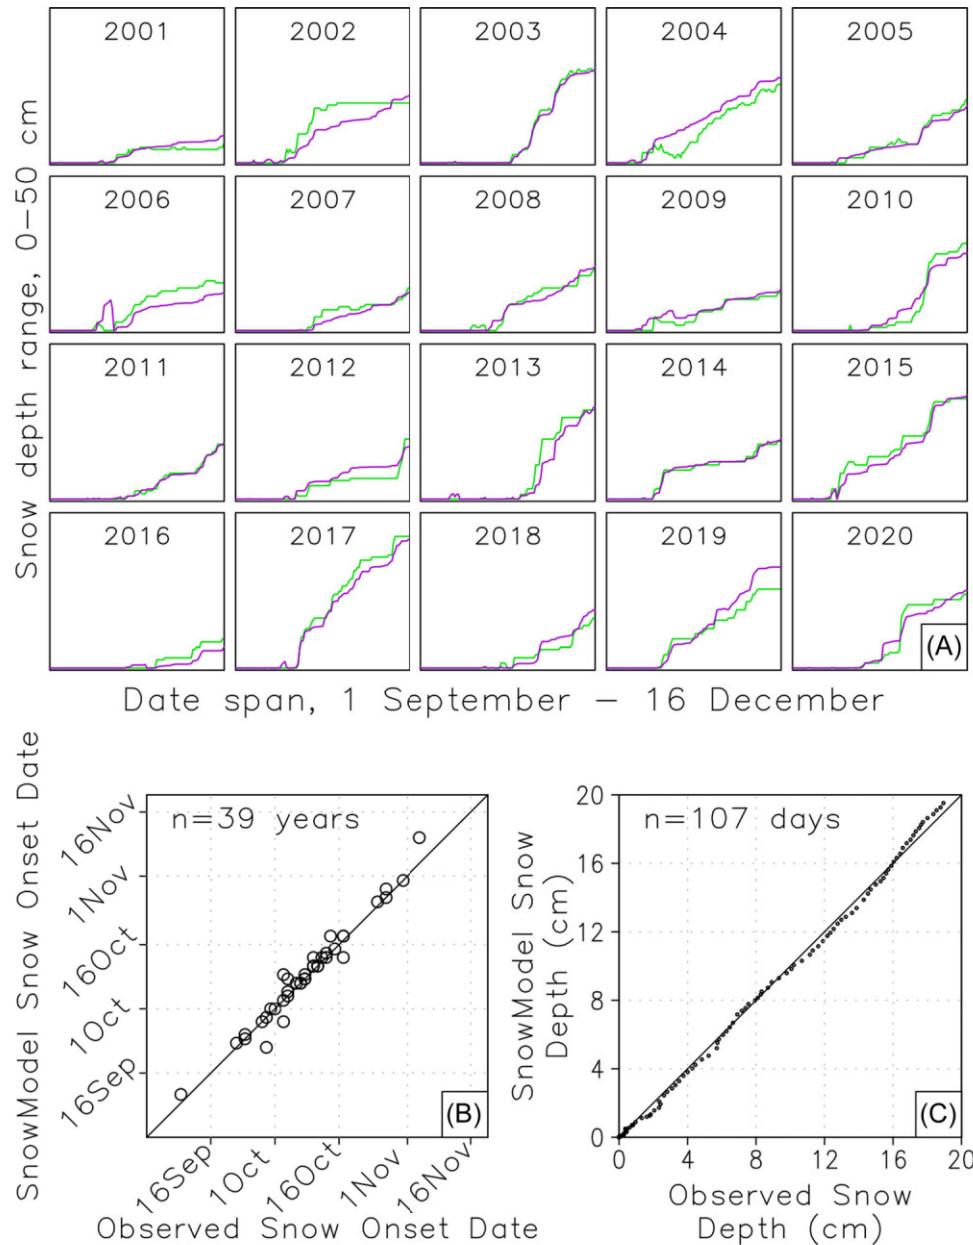 2001 2002 2003 2004 2005
2006 2007 2008 2009 2010
2011 2012 2013 2014 2015
2016 2017 2018 2019 2020
Snow depth range, 0-50 cm
(A)
Date span, 1 September - 16 December
SnowModel Snow Onset Date
16Nov
1Nov
16Oct
1Oct
16Sep
n=39 years
(B)
16Sep 1Oct 16Oct 1Nov 16Nov
Observed Snow Onset Date
SnowModel Snow
Depth (cm)
20
16
12
8
4
0
n=107 days
(C)
0 4 8 12 16 20
Observed Snow
Depth (cm)